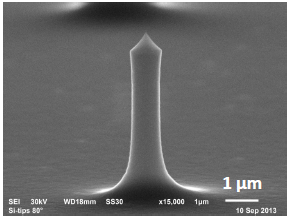 1 µm
SEI 30kV WD18mm SS30 x15,000 1µm
Si-tips 80° 10 Sep 2013